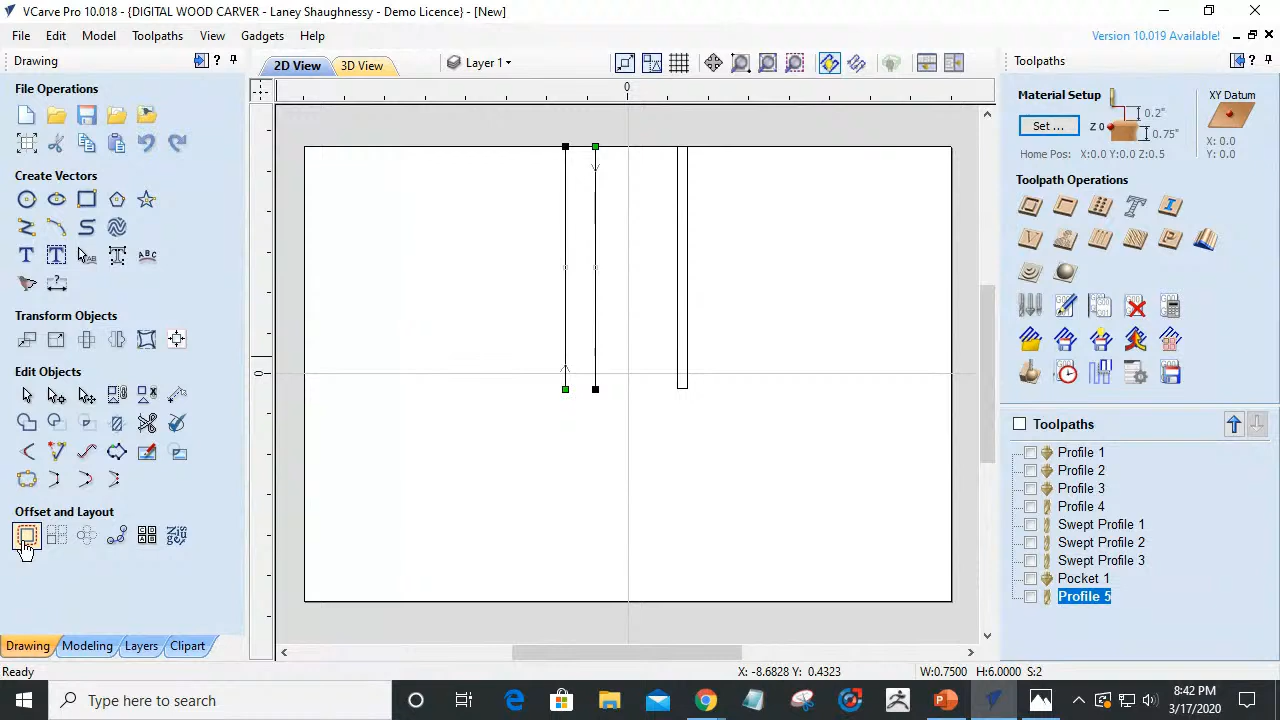 VCarve Pro 10.018 - {DIGITAL WOOD CARVER - Laney Shaughnessy - Demo Licence} - [New]
File Edit Model Toolpaths View Gadgets Help
Version 10.019 Available!
Drawing
File Operations
Create Vectors
Transform Objects
Edit Objects
Offset and Layout
Drawing Modeling Layers Clipart
Ready
2D View 3D View
Layer 1
0
0
X: -8.6828 Y: 0.4323
W:0.7500 H:6.0000 S:2
Toolpaths
Material Setup
Set ...
Z 0
0.2"
0.75"
XY Datum
X: 0.0
Y: 0.0
Home Pos: X:0.0 Y:0.0 Z:0.5
Toolpath Operations
Toolpaths
Profile 1
Profile 2
Profile 3
Profile 4
Swept Profile 1
Swept Profile 2
Swept Profile 3
Pocket 1
Profile 5
Type here to search
8:42 PM
3/17/2020